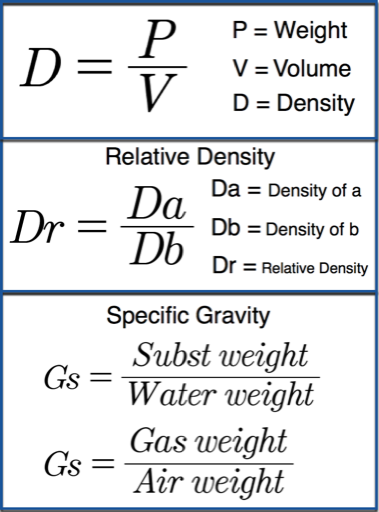 D = P/V
P = Weight
V = Volume
D = Density
Relative Density
Dr = Da/Db
Da = Density of a
Db = Density of b
Dr = Relative Density
Specific Gravity
Gs = Subst weight/Water weight
Gs = Gas weight/Air weight